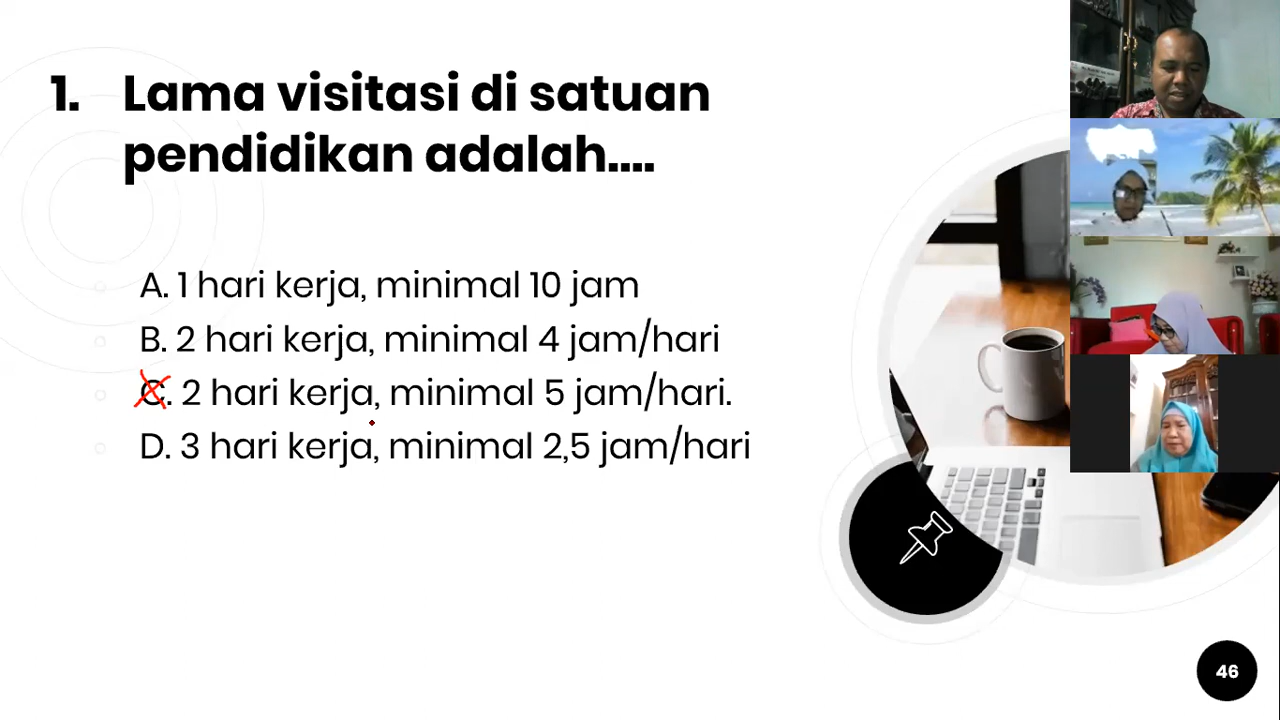 1. Lama visitasi di satuan
pendidikan adalah....
A. 1 hari kerja, minimal 10 jam
B. 2 hari kerja, minimal 4 jam/hari
C. 2 hari kerja, minimal 5 jam/hari.
D. 3 hari kerja, minimal 2,5 jam/hari
46